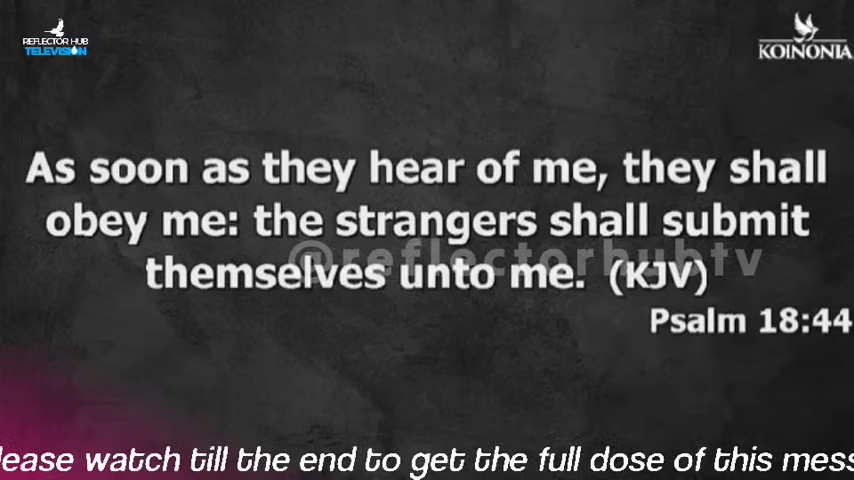 REFLECTOR HUB
TELEVISION
KOINONIA
As soon as they hear of me, they shall
obey me: the strangers shall submit
themselves unto me. (KJV)
@reflectorhubtv
Psalm 18:44
lease watch till the end to get the full dose of this mess